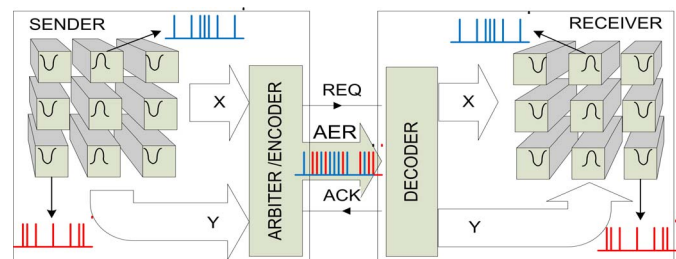 SENDER
RECEIVER
X
Y
ARBITER /ENCODER
REQ
AER
ACK
DECODER
X
Y